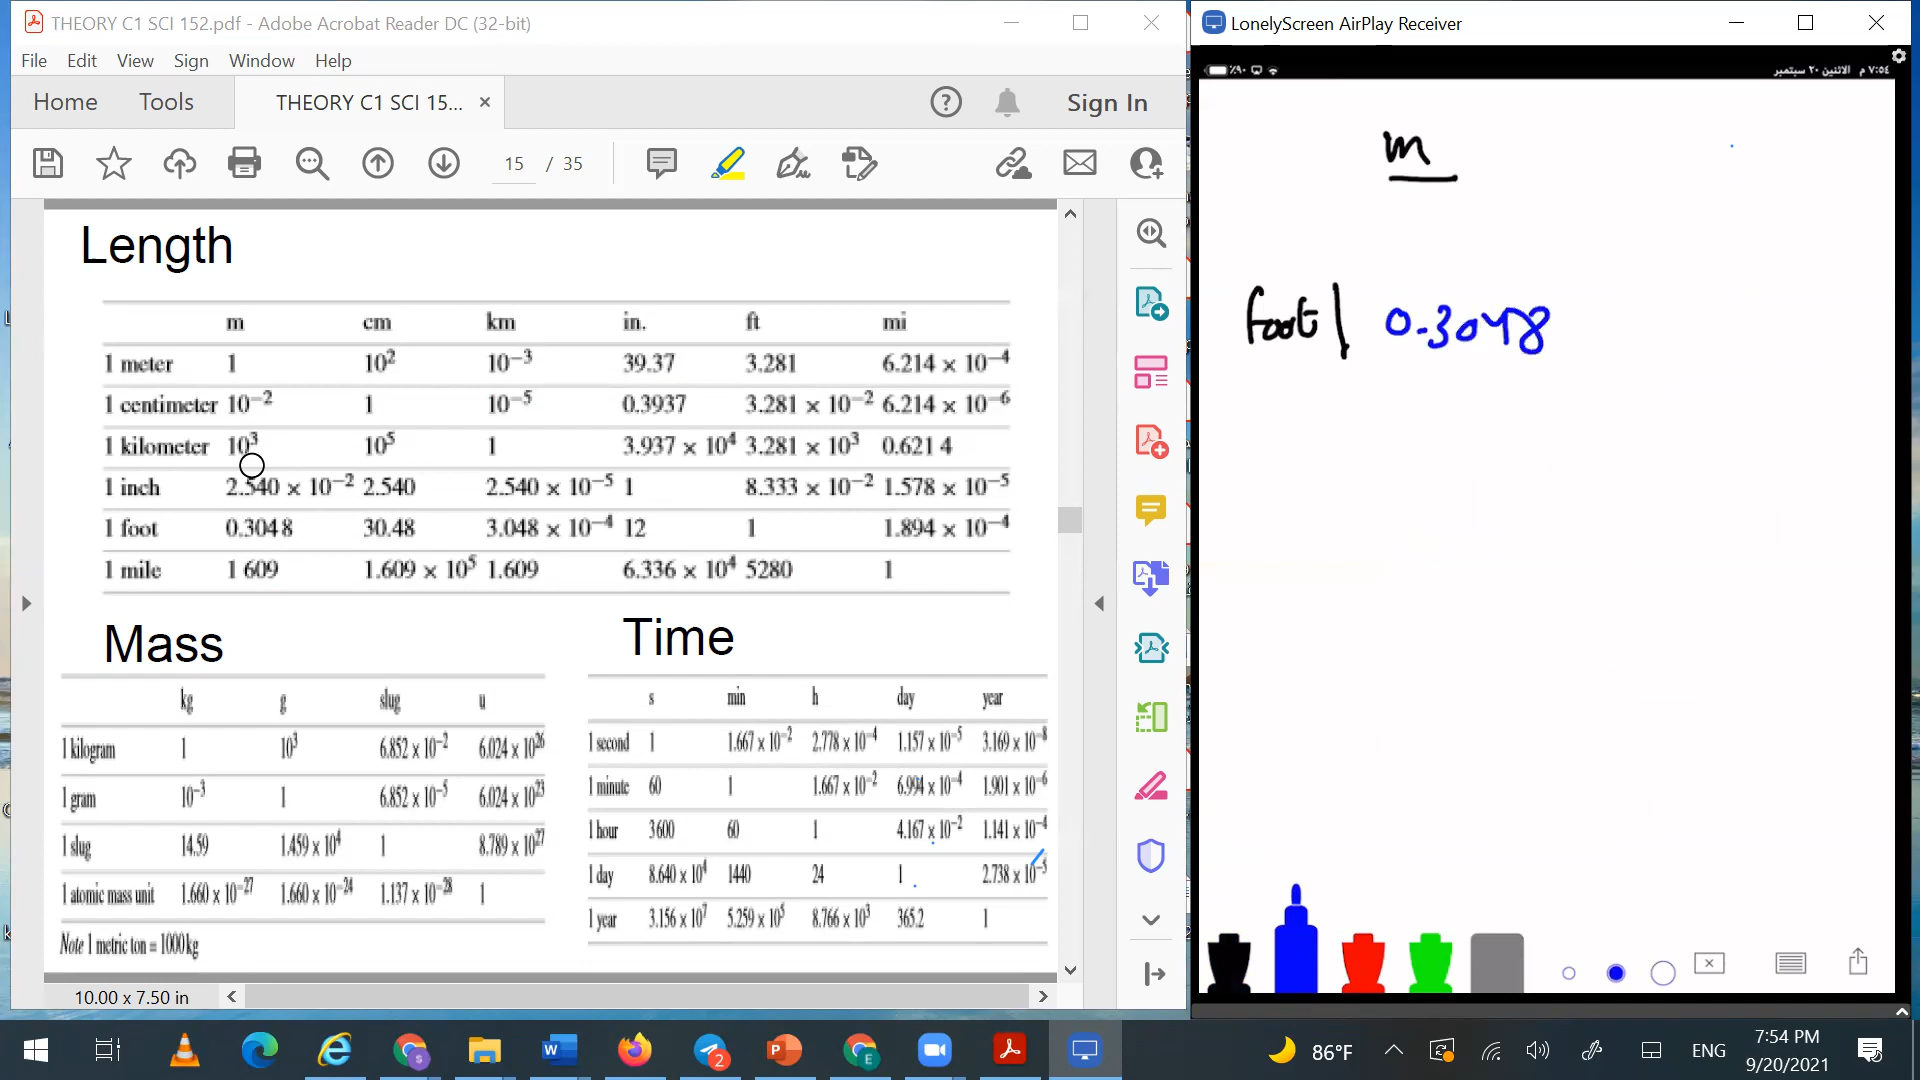 THEORY C1 SCI 152.pdf - Adobe Acrobat Reader DC (32-bit)
File Edit View Sign Window Help
Home Tools THEORY C1 SCI 15... × Sign In
15 / 35
Length
m cm km in. ft mi
1 meter 1 10² 10⁻³ 39.37 3.281 6.214 × 10⁻⁴
1 centimeter 10⁻² 1 10⁻⁵ 0.3937 3.281 × 10⁻² 6.214 × 10⁻⁶
1 kilometer 10³ 10⁵ 1 3.937 × 10⁴ 3.281 × 10³ 0.621 4
1 inch 2.540 × 10⁻² 2.540 2.540 × 10⁻⁵ 1 8.333 × 10⁻² 1.578 × 10⁻⁵
1 foot 0.304 8 30.48 3.048 × 10⁻⁴ 12 1 1.894 × 10⁻⁴
1 mile 1 609 1.609 × 10⁵ 1.609 6.336 × 10⁴ 5280 1
Mass
kg g slug u
1 kilogram 1 10³ 6.852 x 10⁻² 6.024 x 10²⁶
1 gram 10⁻³ 1 6.852 x 10⁻⁵ 6.024 x 10²³
1 slug 14.59 1.459 x 10⁴ 1 8.789 x 10²⁷
1 atomic mass unit 1.660 x 10⁻²⁷ 1.660 x 10⁻²⁴ 1.137 x 10⁻²⁸ 1
Note 1 metric ton = 1000 kg
Time
s min h day year
1 second 1 1.667 x 10⁻² 2.778 x 10⁻⁴ 1.157 x 10⁻⁵ 3.169 x 10⁻⁸
1 minute 60 1 1.667 x 10⁻² 6.994 x 10⁻⁴ 1.901 x 10⁻⁶
1 hour 3600 60 1 4.167 x 10⁻² 1.141 x 10⁻⁴
1 day 8.640 x 10⁴ 1440 24 1 2.738 x 10⁻³
1 year 3.156 x 10⁷ 5.259 x 10⁵ 8.766 x 10³ 365.2 1
10.00 x 7.50 in
LonelyScreen AirPlay Receiver
٧:٥٤ م الاثنين ٢٠ سبتمبر
٪٩٠
m
foot | 0.3048
86°F
ENG
7:54 PM
9/20/2021